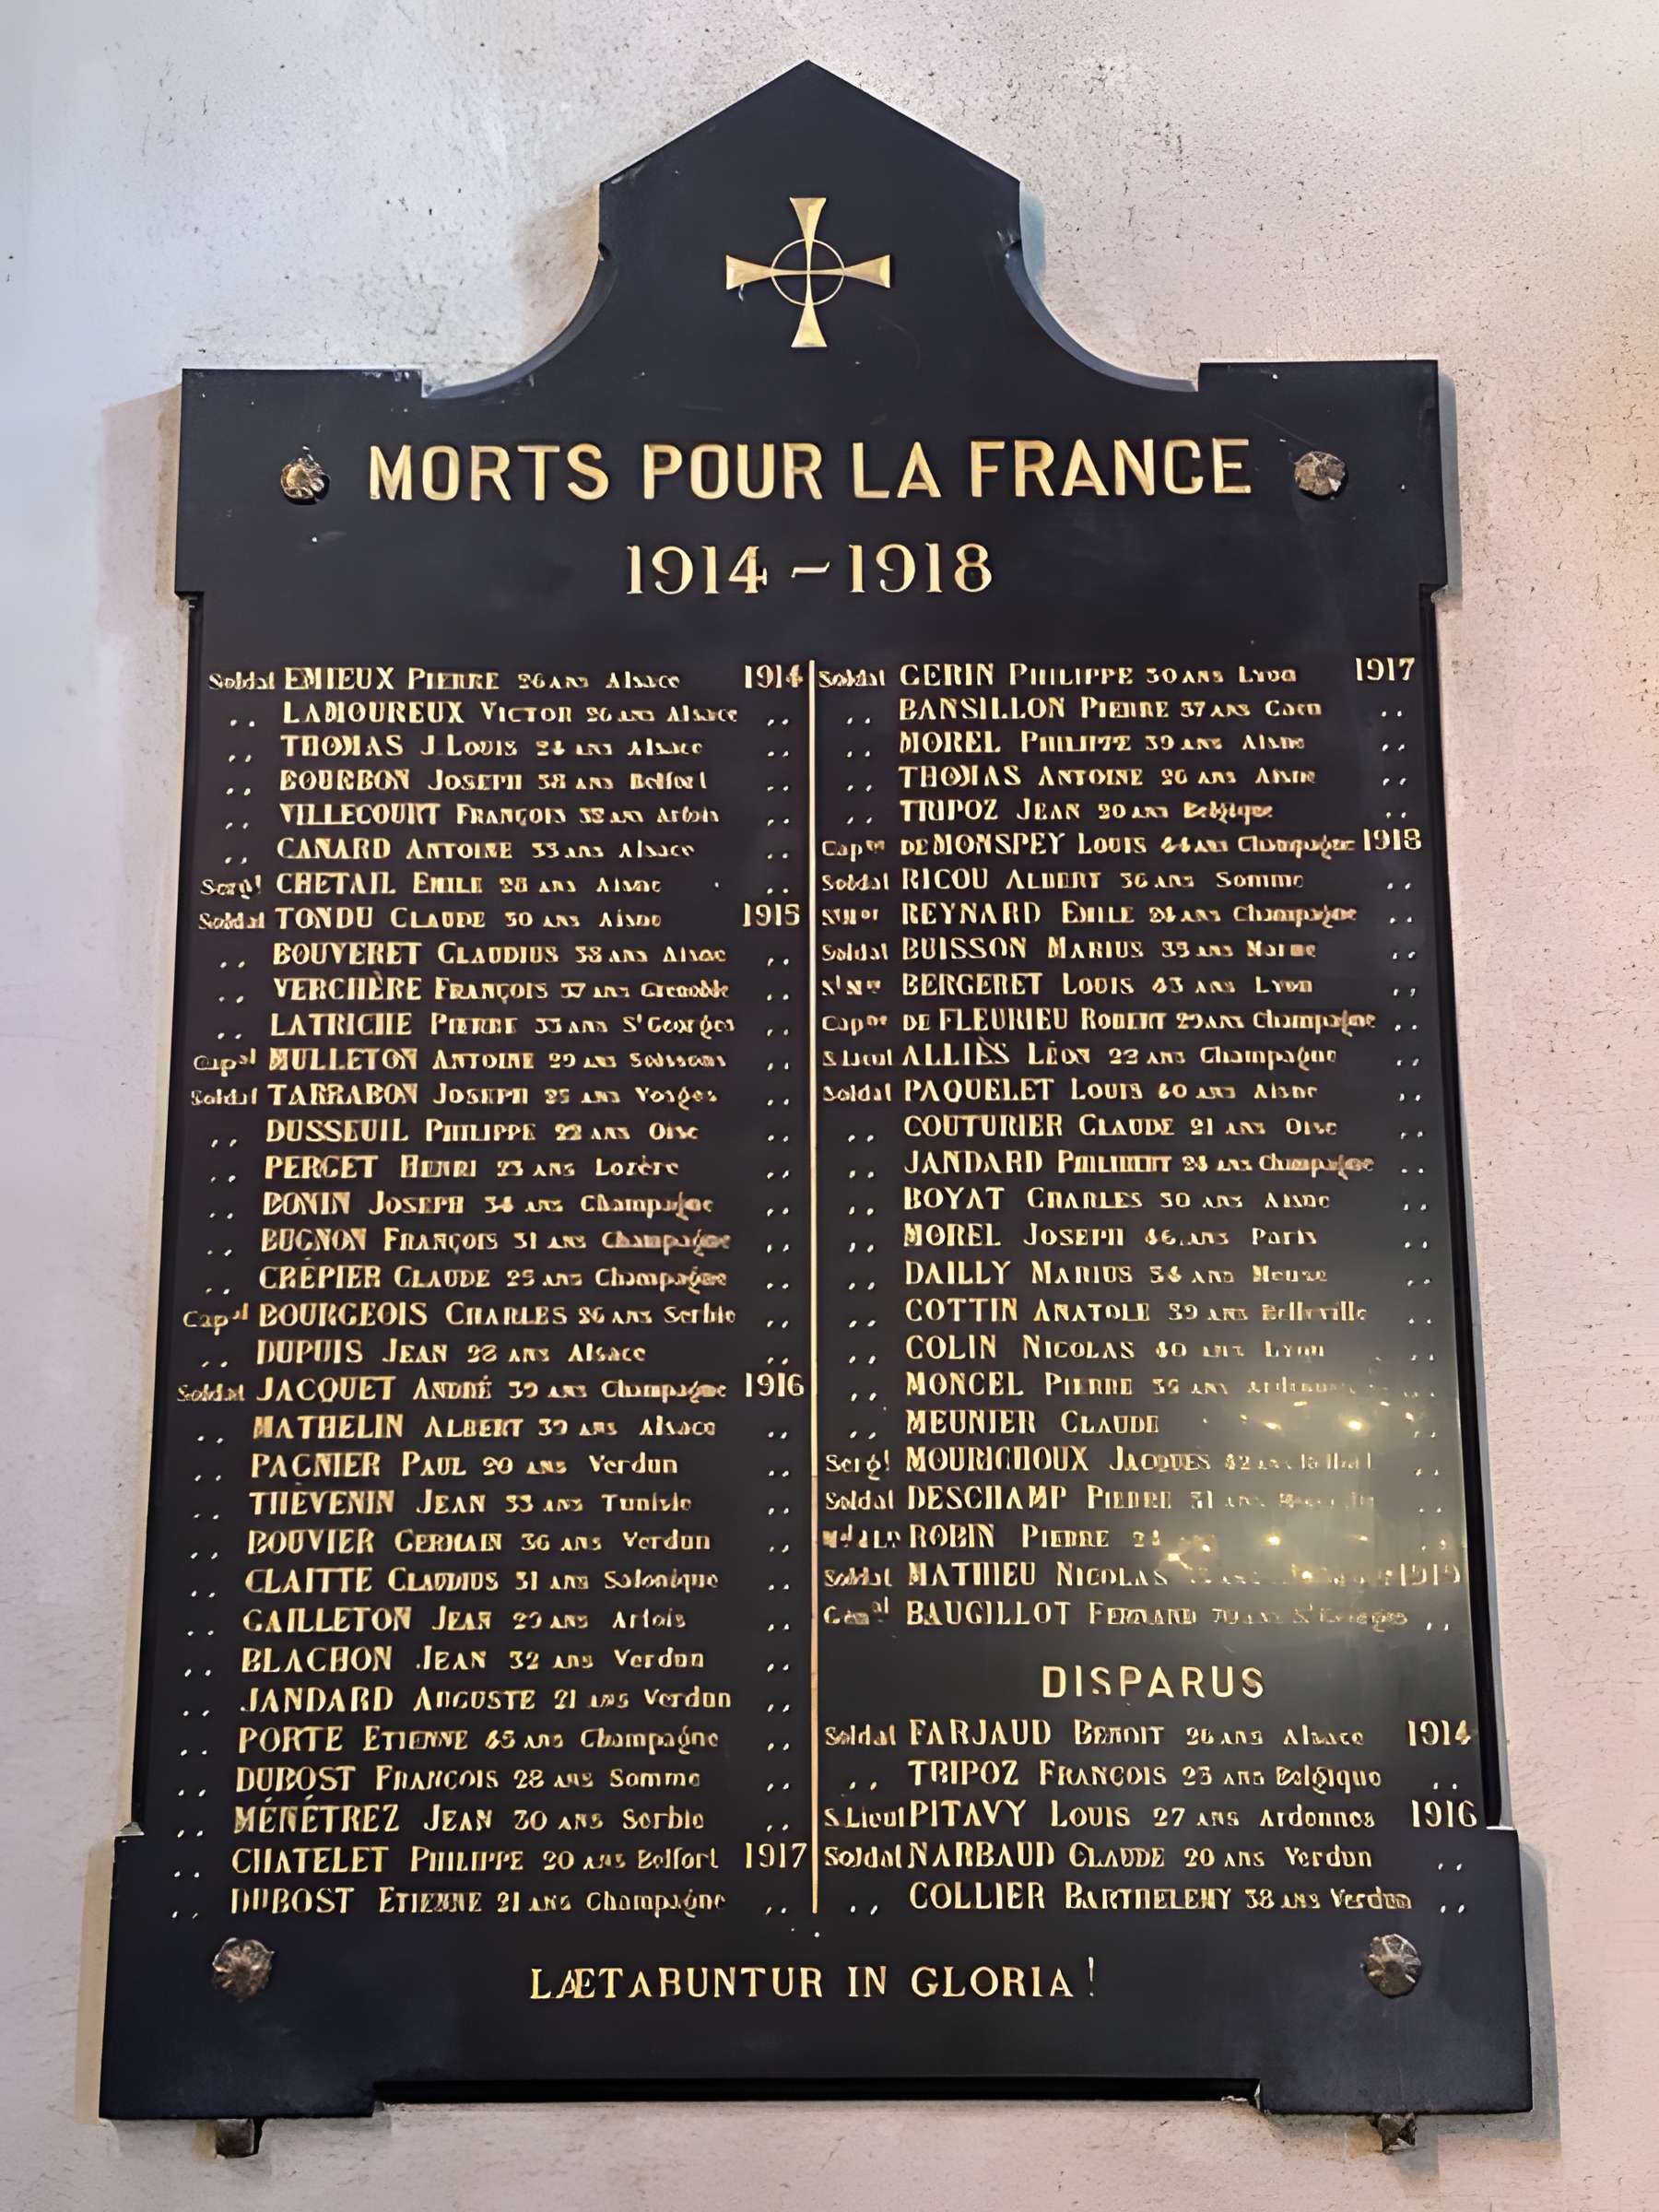 MORTS POUR LA FRANCE
1914 - 1918
Soldat EMIEUX PIERRE 26 ANS Alsace 1914
,, LAMOUREUX VICTOR 26 ANS Alsace ,,
,, THOMAS J LOUIS 24 ANS Alsace ,,
,, BOURBON JOSEPH 38 ANS Belfort ,,
,, VILLECOURT FRANÇOIS ANS Artois ,,
,, CANARD ANTOINE 33 ANS Alsace ,,
Sergt CHETAIL EMILE 28 ANS Aisne ,,
Soldat TONDU CLAUDE 30 ANS Aisne 1915
,, BOUVERET CLAUDIUS 38 ANS Aisne ,,
,, VERCHÈRE FRANÇOIS 37 ANS Grenoble ,,
,, LATRICHE PIERRE 33 ANS St Georges ,,
Capal MULLETON ANTOINE 29 ANS Soissons ,,
Soldat TARRABON JOSEPH 25 ANS Vosges ,,
,, DUSSEUIL PHILIPPE 22 ANS Oise ,,
,, PERCET HENRI 23 ANS Lozère ,,
,, BONIN JOSEPH 34 ANS Champagne ,,
,, BUGNON FRANÇOIS 31 ANS Champagne ,,
,, CRÉPIER CLAUDE 25 ANS Champagne ,,
Capal BOURGEOIS CHARLES 26 ANS Serbie ,,
,, DUPUIS JEAN 28 ANS Alsace ,,
Soldat JACQUET ANDRÉ 39 ANS Champagne 1916
,, MATHELIN ALBERT 39 ANS Alsace ,,
,, PAGNIER PAUL 20 ANS Verdun ,,
,, THÉVENIN JEAN 33 ANS Tunisie ,,
,, BOUVIER GERMAIN 36 ANS Verdun ,,
,, CLAITTE CLAUDIUS 31 ANS Salonique ,,
,, GAILLETON JEAN 29 ANS Artois ,,
,, BLACHON JEAN 32 ANS Verdun ,,
,, JANDARD AUGUSTE 21 ANS Verdun ,,
,, PORTE ETIENNE 45 ANS Champagne ,,
,, DUBOST FRANÇOIS 28 ANS Somme ,,
,, MÉNÉTREZ JEAN 30 ANS Serbie ,,
,, CHATELET PHILIPPE 20 ANS Belfort 1917
,, DUBOST ETIENNE 21 ANS Champagne ,,
Soldat GERIN PHILIPPE 30 ANS Lyon 1917
,, BANSILLON PIERRE 37 ANS Caen ,,
,, MOREL PHILIPPE 39 ANS Aisne ,,
,, THOMAS ANTOINE 20 ANS Aisne ,,
,, TRIPOZ JEAN 20 ANS Belgique ,,
Capne DE MONSPEY LOUIS 44 ANS Champagne 1918
Soldat RICOU ALBERT 36 ANS Somme ,,
REYNARD EMILE 24 ANS Champagne ,,
Soldat BUISSON MARIUS 35 ANS Marne ,,
BERGERET LOUIS 43 ANS Lyon ,,
Capne DE FLEURIEU ROBERT 29 ANS Champagne ,,
S. Lieut ALLIÈS LÉON 22 ANS Champagne ,,
Soldat PAQUELET LOUIS 40 ANS Aisne ,,
,, COUTURIER CLAUDE 21 ANS Oise ,,
,, JANDARD PHILIBERT 24 ANS Champagne ,,
,, BOYAT CHARLES 30 ANS Aisne ,,
,, MOREL JOSEPH 46 ANS Paris ,,
,, DAILLY MARIUS 34 ANS Meuse ,,
,, COTTIN ANATOLE 39 ANS Belleville ,,
,, COLIN NICOLAS 40 ANS Lyon ,,
,, MONCEL PIERRE ANS ,,
,, MEUNIER CLAUDE ,,
Sergt MOURICHOUX JACQUES 42 ANS ,,
Soldat DESCHAMP PIERRE 31 ANS ,,
ROBIN PIERRE 24 ,,
Soldat MATHIEU NICOLAS 1919
Génal BAUGILLOT FERNAND St Georges ,,
DISPARUS
Soldat FARJAUD BENOIT 26 ANS Alsace 1914
,, TRIPOZ FRANCOIS 23 ANS Belgique ,,
S. Lieut PITAVY LOUIS 27 ANS Ardennes 1916
Soldat NARBAUD CLAUDE 20 ANS Verdun ,,
,, COLLIER BARTHELEMY 38 ANS Verdun ,,
LÆTABUNTUR IN GLORIA !